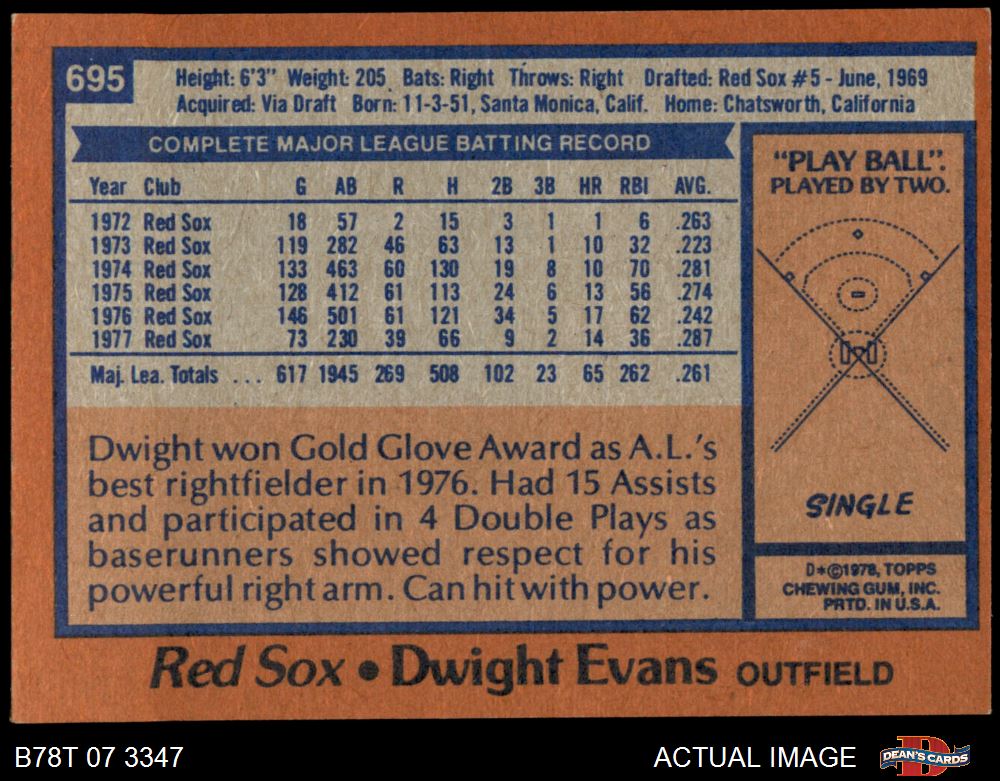 695
Height: 6'3" Weight: 205 Bats: Right Throws: Right Drafted: Red Sox #5 - June, 1969
Acquired: Via Draft Born: 11-3-51, Santa Monica, Calif. Home: Chatsworth, California
COMPLETE MAJOR LEAGUE BATTING RECORD
Year Club G AB R H 2B 3B HR RBI AVG.
1972 Red Sox 18 57 2 15 3 1 1 6 .263
1973 Red Sox 119 282 46 63 13 1 10 32 .223
1974 Red Sox 133 463 60 130 19 8 10 70 .281
1975 Red Sox 128 412 61 113 24 6 13 56 .274
1976 Red Sox 146 501 61 121 34 5 17 62 .242
1977 Red Sox 73 230 39 66 9 2 14 36 .287
Maj. Lea. Totals ... 617 1945 269 508 102 23 65 262 .261
Dwight won Gold Glove Award as A.L.'s
best rightfielder in 1976. Had 15 Assists
and participated in 4 Double Plays as
baserunners showed respect for his
powerful right arm. Can hit with power.
"PLAY BALL".
PLAYED BY TWO.
SINGLE
D*©1978, TOPPS
CHEWING GUM, INC.
PRTD. IN U.S.A.
Red Sox • Dwight Evans OUTFIELD
B78T 07 3347
ACTUAL IMAGE
DEAN'S CARDS